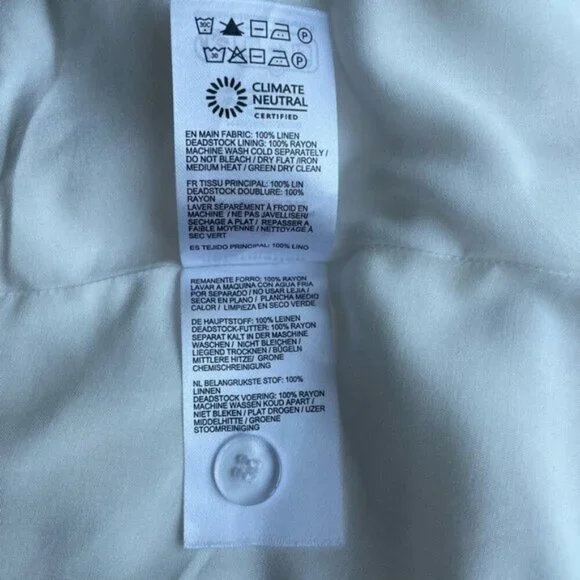 30C P
30 P
CLIMATE
NEUTRAL
CERTIFIED
EN MAIN FABRIC: 100% LINEN
DEADSTOCK LINING: 100% RAYON
MACHINE WASH COLD SEPARATELY /
DO NOT BLEACH / DRY FLAT /IRON
MEDIUM HEAT / GREEN DRY CLEAN
FR TISSU PRINCIPAL: 100% LIN
DEADSTOCK DOUBLURE: 100%
RAYON
LAVER SÉPARÉMENT À FROID EN
MACHINE / NE PAS JAVELLISER/
SECHAGE A PLAT / REPASSER A
FAIBLE MOYENNE / NETTOYAGE À
SEC VERT
ES TEJIDO PRINCIPAL: 100% LINO
REMANENTE FORRO: 100% RAYON
LAVAR A MAQUINA CON AGUA FRIA
POR SEPARADO / NO USAR LEJIA /
SECAR EN PLANO / PLANCHA MEDIO
CALOR / LIMPIEZA EN SECO VERDE
DE HAUPTSTOFF: 100% LEINEN
DEADSTOCK-FUTTER: 100% RAYON
SEPARAT KALT IN DER MASCHINE
WASCHEN / NICHT BLEICHEN /
LIEGEND TROCKNEN / BÜGELN
MITTLERE HITZE/ GRONE
CHEMISCHREINIGUNG
NL BELANGRIJKSTE STOF: 100%
LINNEN
DEADSTOCK VOERING: 100% RAYON
MACHINE WASSEN KOUD APART /
NIET BLEKEN / PLAT DROGEN / IJZER
MIDDELHITTE / GROENE
STOOMREINIGING